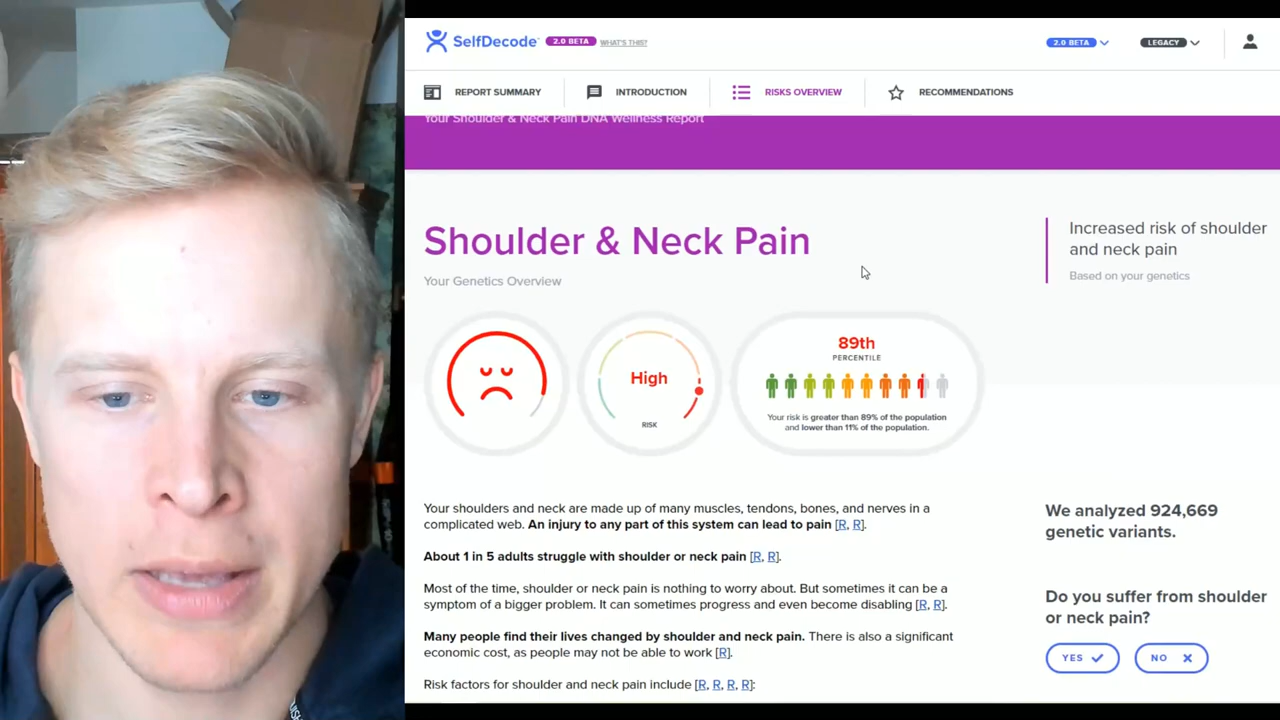 SelfDecode 2.0 BETA WHAT'S THIS? 2.0 BETA LEGACY
REPORT SUMMARY INTRODUCTION RISKS OVERVIEW RECOMMENDATIONS
Your Shoulder & Neck Pain DNA Wellness Report
Shoulder & Neck Pain
Your Genetics Overview
Increased risk of shoulder
and neck pain
Based on your genetics
High
RISK
89th
PERCENTILE
Your risk is greater than 89% of the population
and lower than 11% of the population.
Your shoulders and neck are made up of many muscles, tendons, bones, and nerves in a
complicated web. An injury to any part of this system can lead to pain [R, R].
About 1 in 5 adults struggle with shoulder or neck pain [R, R].
Most of the time, shoulder or neck pain is nothing to worry about. But sometimes it can be a
symptom of a bigger problem. It can sometimes progress and even become disabling [R, R].
Many people find their lives changed by shoulder and neck pain. There is also a significant
economic cost, as people may not be able to work [R].
Risk factors for shoulder and neck pain include [R, R, R, R]:
We analyzed 924,669
genetic variants.
Do you suffer from shoulder
or neck pain?
YES NO